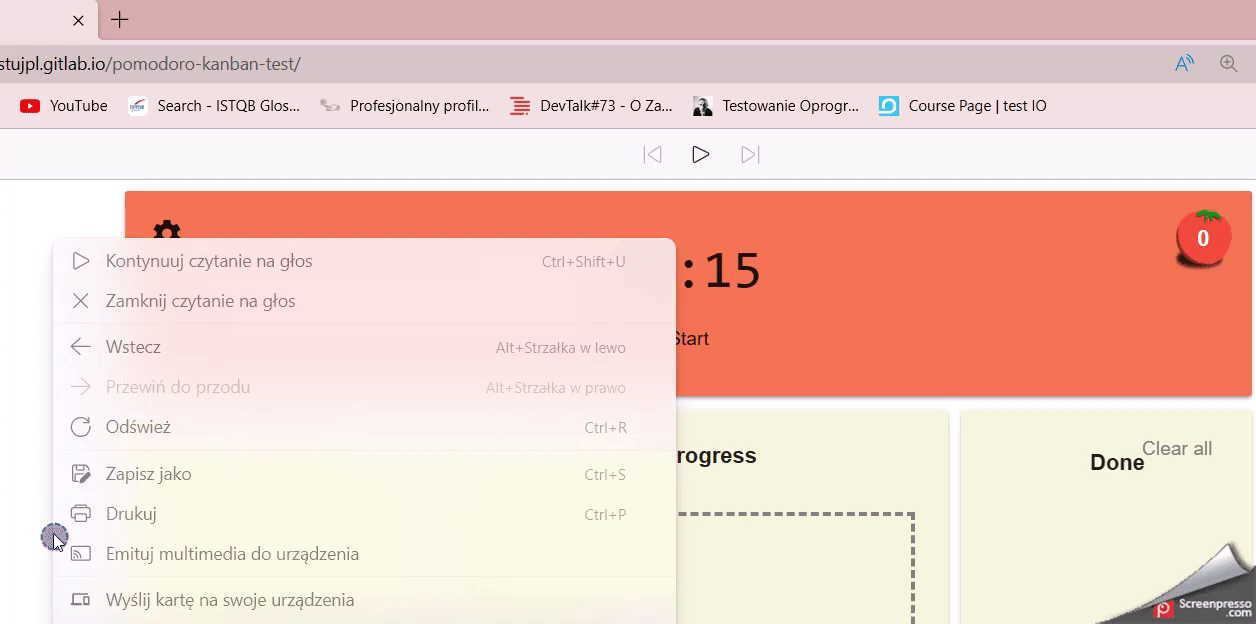 stujpl.gitlab.io/pomodoro-kanban-test/
YouTube Search - ISTQB Glos... Profesjonalny profil... DevTalk#73 - O Za... Testowanie Oprogr... Course Page | test IO
0
:15
Start
Kontynuuj czytanie na głos Ctrl+Shift+U
Zamknij czytanie na głos
Wstecz Alt+Strzałka w lewo
Przewiń do przodu Alt+Strzałka w prawo
Odśwież Ctrl+R
Zapisz jako Ctrl+S
Drukuj Ctrl+P
Emituj multimedia do urządzenia
Wyślij kartę na swoje urządzenia
rogress
Done
Clear all
Screenpresso
.com